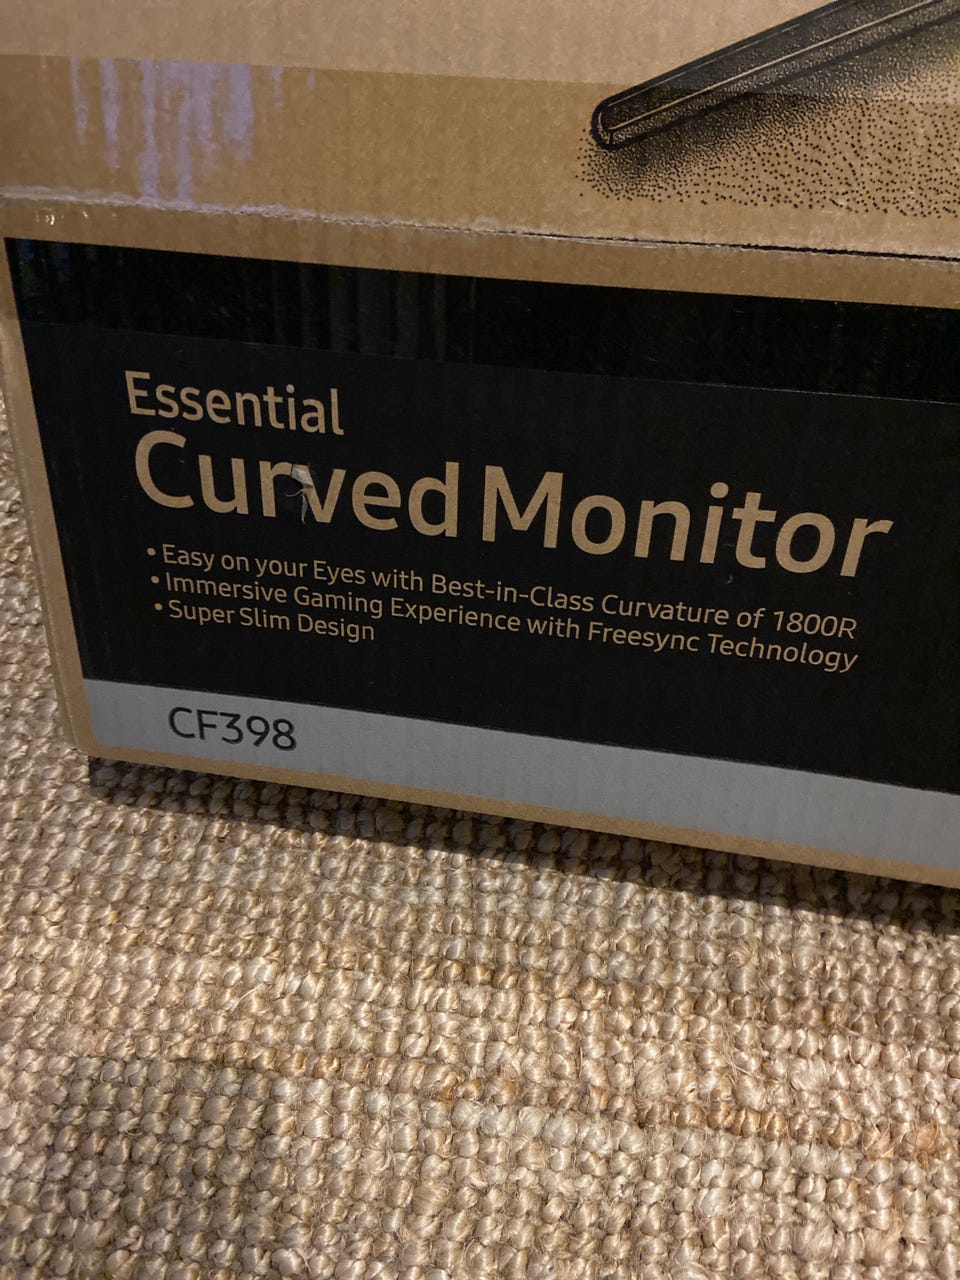 Essential
Curved Monitor
• Easy on your Eyes with Best-in-Class Curvature of 1800R
• Immersive Gaming Experience with Freesync Technology
• Super Slim Design
CF398